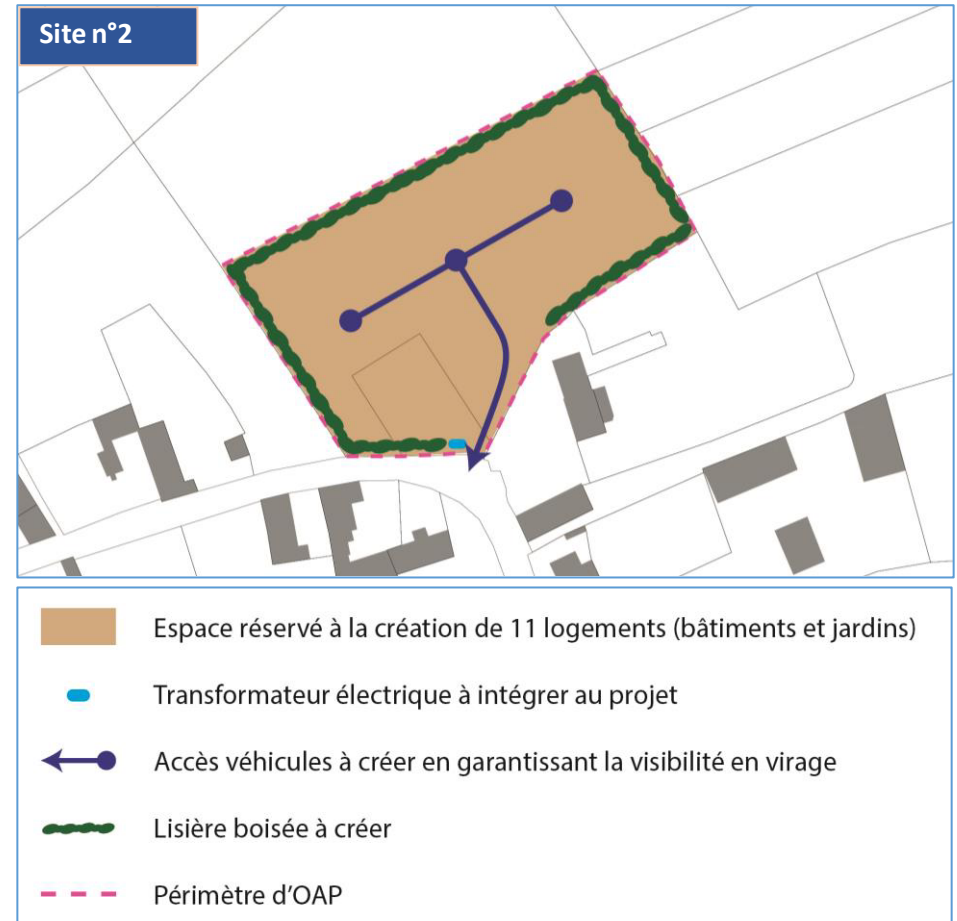 Site n°2
Espace réservé à la création de 11 logements (bâtiments et jardins)
Transformateur électrique à intégrer au projet
Accès véhicules à créer en garantissant la visibilité en virage
Lisière boisée à créer
Périmètre d'OAP